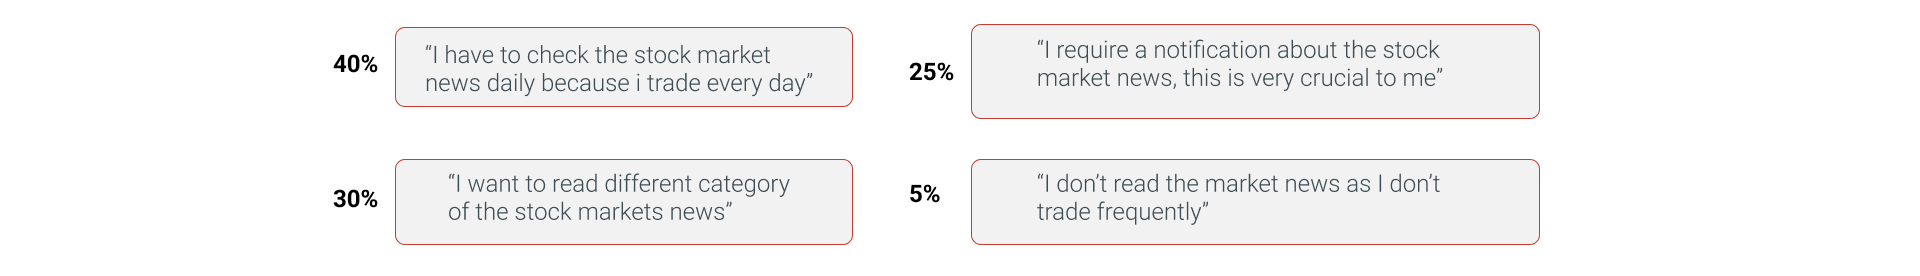 40%
“I have to check the stock market
news daily because i trade every day”
25%
“I require a notification about the stock
market news, this is very crucial to me”
30%
“I want to read different category
of the stock markets news”
5%
“I don’t read the market news as I don’t
trade frequently”